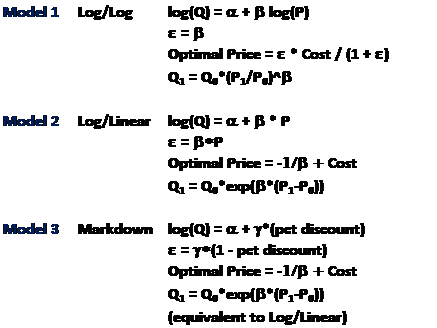 Model 1 Log/Log log(Q) = α + β log(P)
ε = β
Optimal Price = ε * Cost / (1 + ε)
Q₁ = Q₀*(P₁/P₀)^β
Model 2 Log/Linear log(Q) = α + β * P
ε = β*P
Optimal Price = -1/β + Cost
Q₁ = Q₀*exp(β*(P₁-P₀))
Model 3 Markdown log(Q) = α + γ*(pct discount)
ε = γ*(1 - pct discount)
Optimal Price = -1/β + Cost
Q₁ = Q₀*exp(β*(P₁-P₀))
(equivalent to Log/Linear)